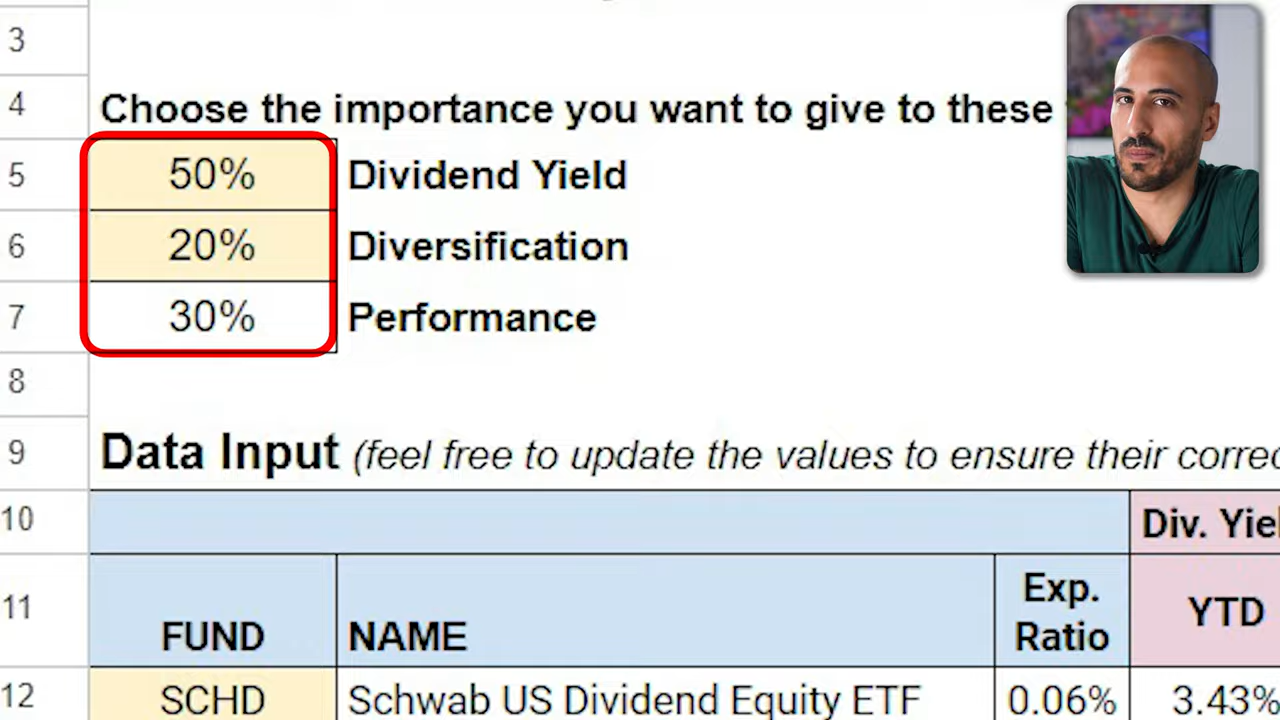 3
4 Choose the importance you want to give to these
5 50% Dividend Yield
6 20% Diversification
7 30% Performance
8
9 Data Input (feel free to update the values to ensure their
10 Div.
11 FUND NAME Exp. Ratio YTD
12 SCHD Schwab US Dividend Equity ETF 0.06% 3.43%